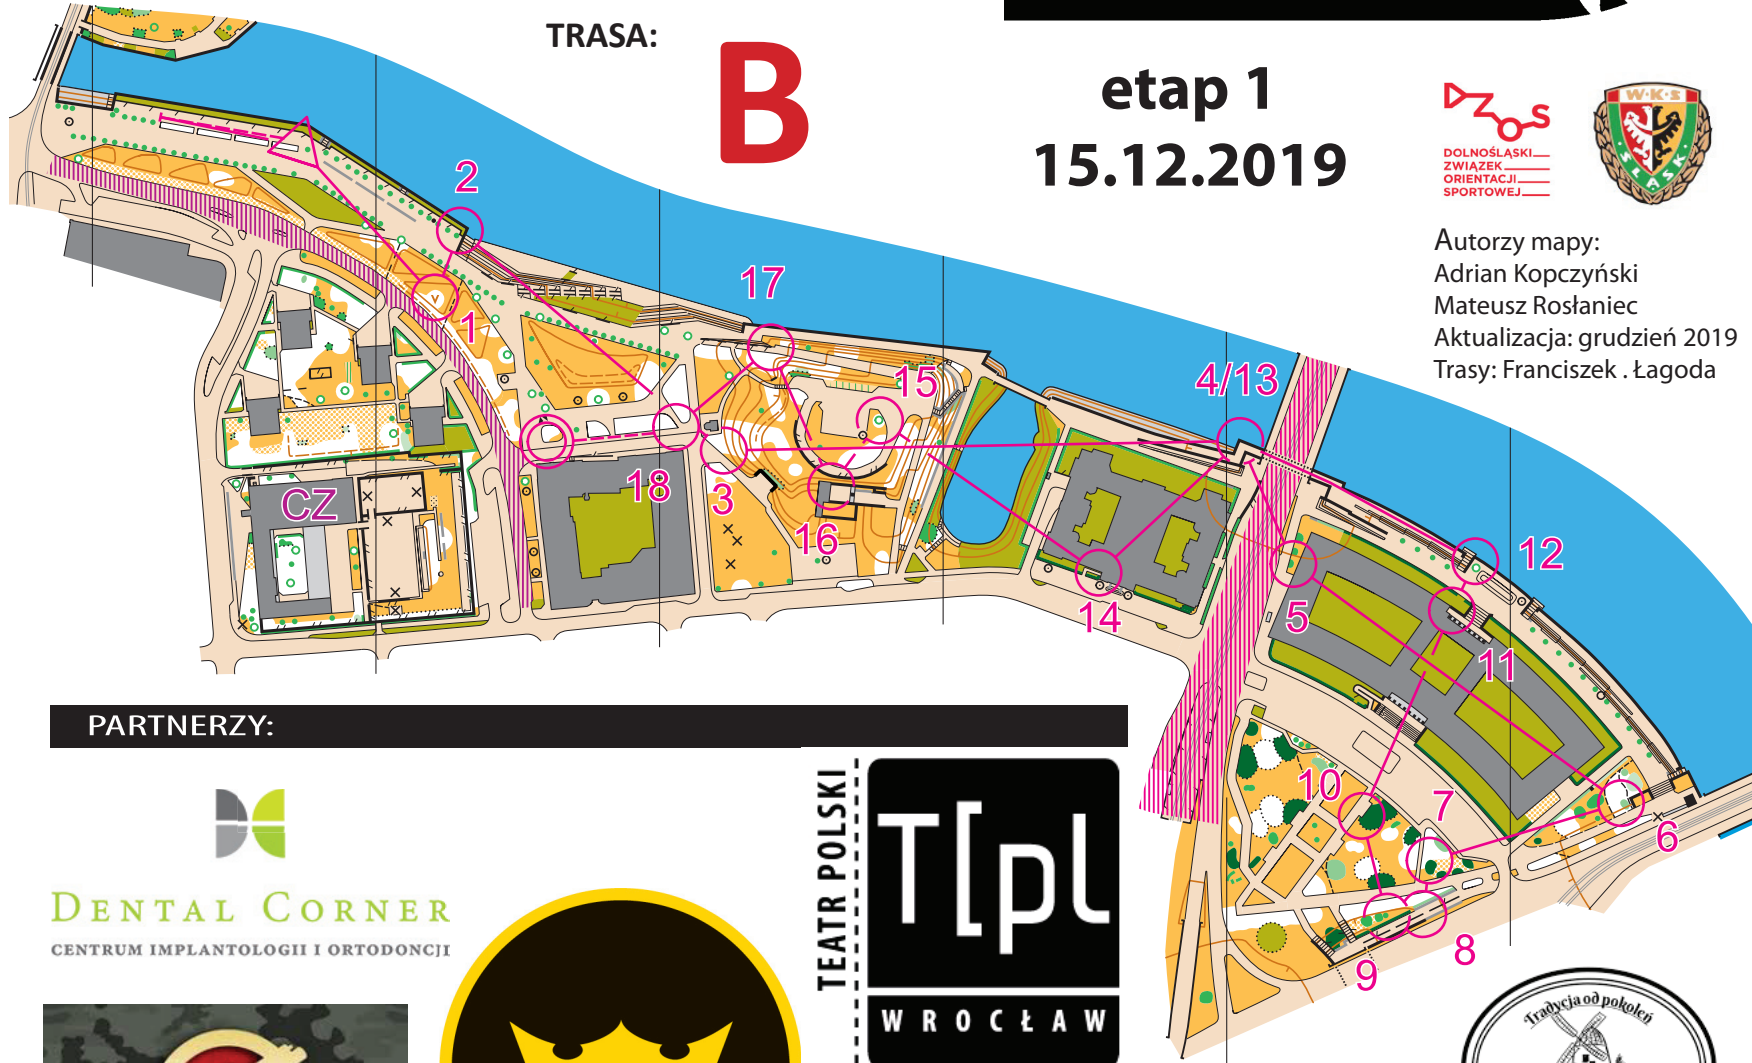 TRASA:
B
etap 1
15.12.2019
DZOS
DOLNOŚLĄSKI
ZWIĄZEK
ORIENTACJI
SPORTOWEJ
W·K·S
ŚLĄSK
Autorzy mapy:
Adrian Kopczyński
Mateusz Rosłaniec
Aktualizacja: grudzień 2019
Trasy: Franciszek . Łagoda
2
1
17
15
4/13
18
3
16
CZ
14
5
12
11
10
7
6
8
9
PARTNERZY:
DENTAL CORNER
CENTRUM IMPLANTOLOGII I ORTODONCJI
TEATR POLSKI
T[pl
WROCŁAW
Tradycja od pokoleń